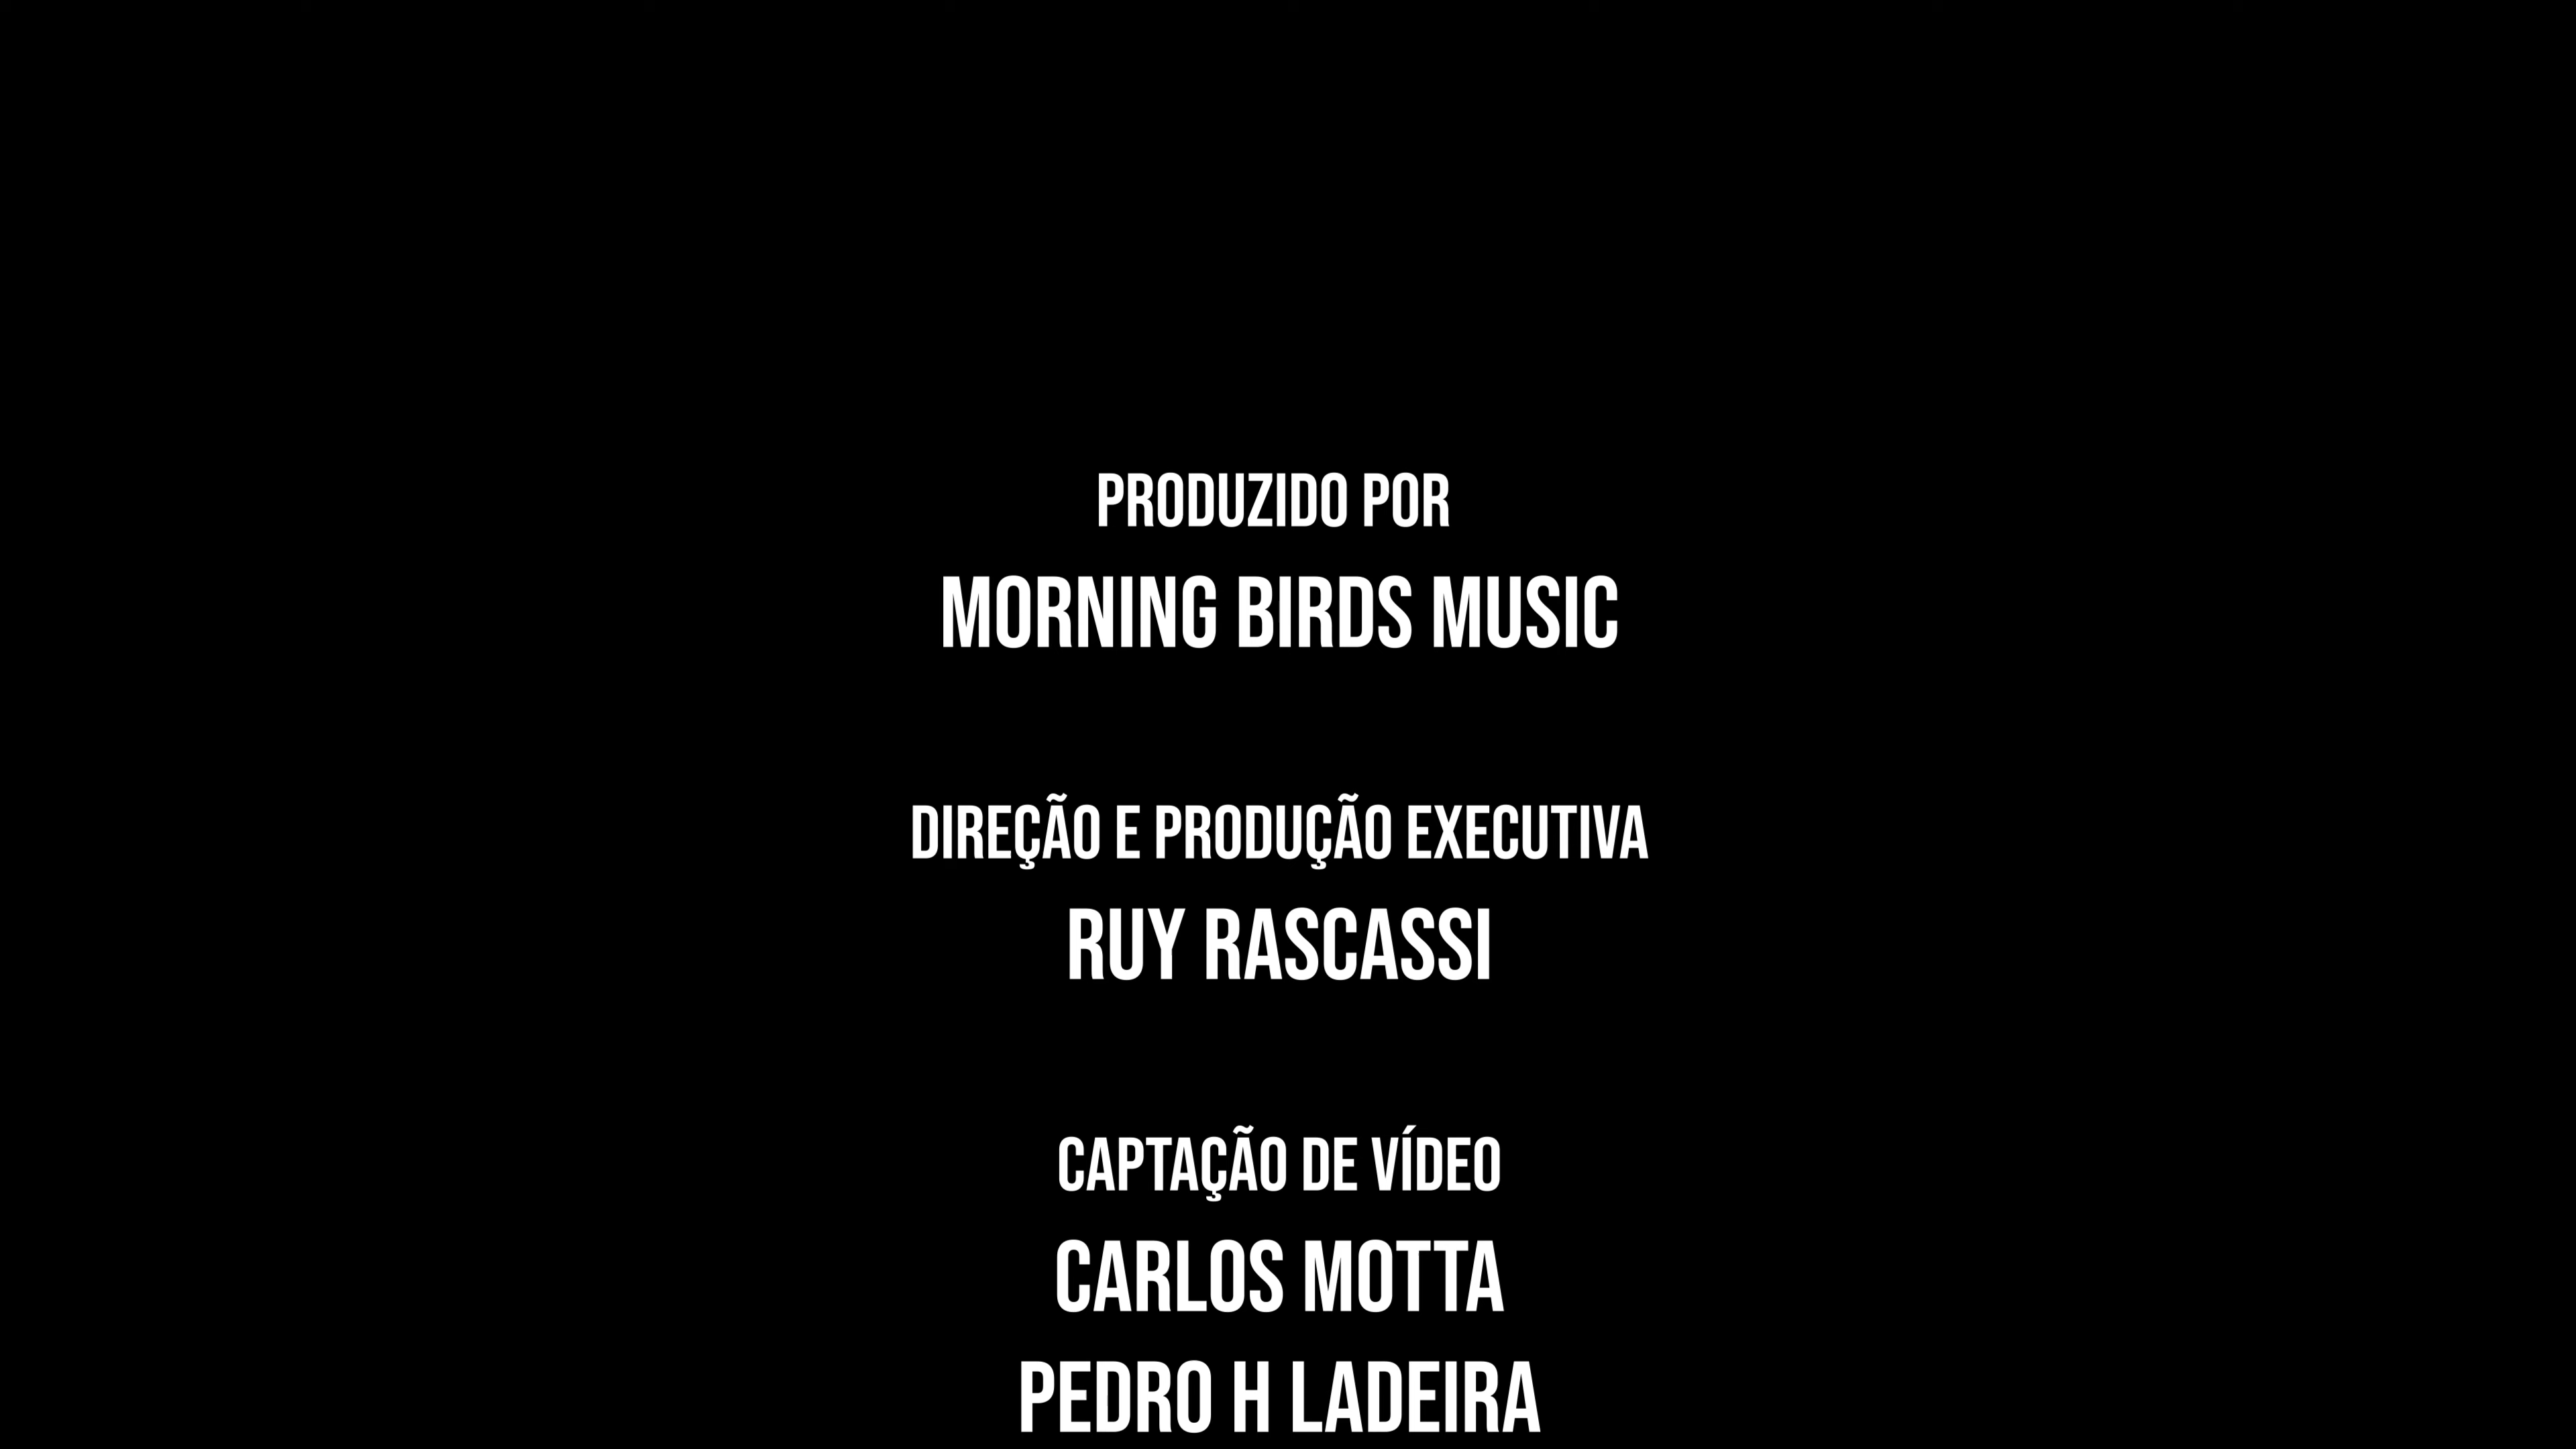 PRODUZIDO POR
MORNING BIRDS MUSIC
DIREÇÃO E PRODUÇÃO EXECUTIVA
RUY RASCASSI
CAPTAÇÃO DE VÍDEO
CARLOS MOTTA
PEDRO H LADEIRA